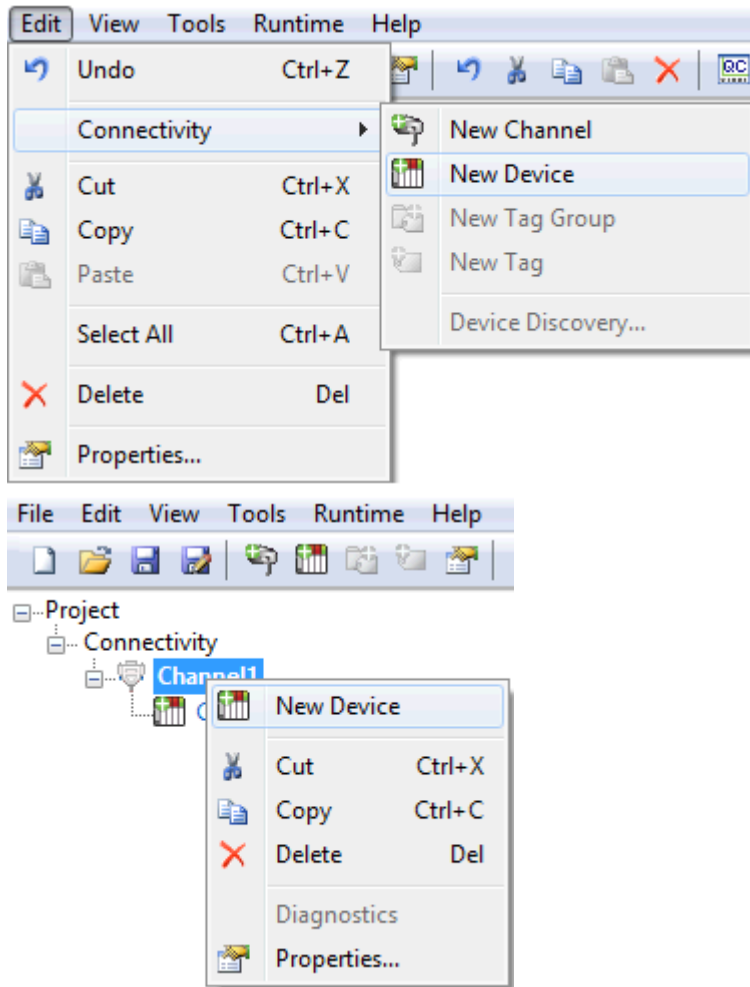 Edit View Tools Runtime Help
Undo Ctrl+Z
QC
Connectivity
New Channel
New Device
New Tag Group
New Tag
Device Discovery...
Cut Ctrl+X
Copy Ctrl+C
Paste Ctrl+V
Select All Ctrl+A
Delete Del
Properties...
File Edit View Tools Runtime Help
Project
Connectivity
Channel1
New Device
Cut Ctrl+X
Copy Ctrl+C
Delete Del
Diagnostics
Properties...